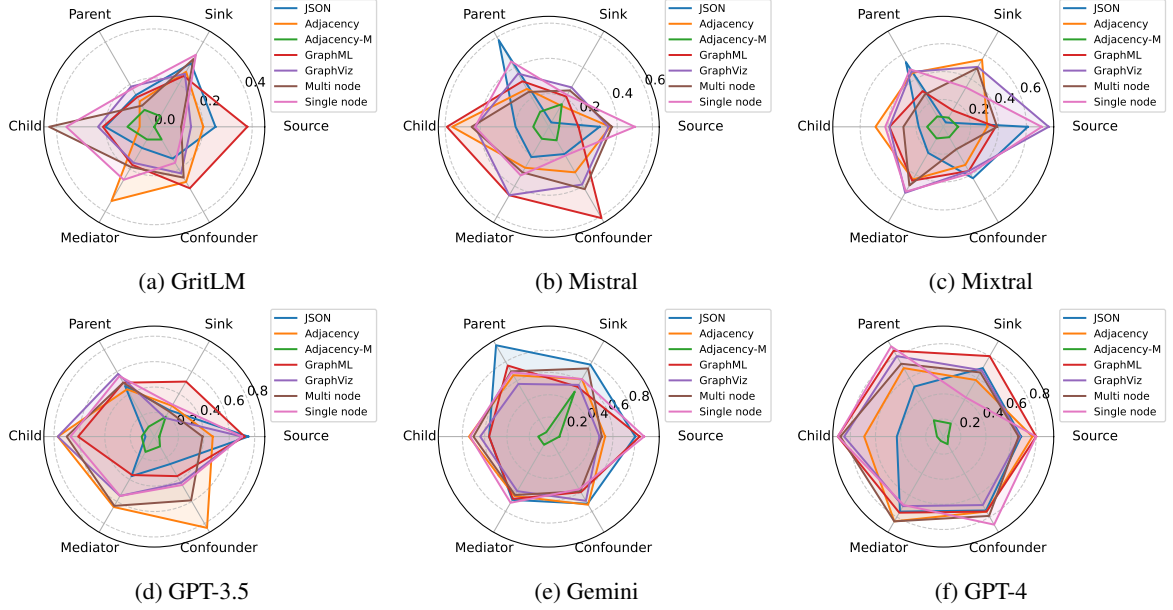 Parent Sink
Child Source
Mediator Confounder
0.0 0.2 0.4
JSON
Adjacency
Adjacency-M
GraphML
GraphViz
Multi node
Single node
(a) GritLM
Parent Sink
Child Source
Mediator Confounder
0.2 0.4 0.6
JSON
Adjacency
Adjacency-M
GraphML
GraphViz
Multi node
Single node
(b) Mistral
Parent Sink
Child Source
Mediator Confounder
0.2 0.4 0.6
JSON
Adjacency
Adjacency-M
GraphML
GraphViz
Multi node
Single node
(c) Mixtral
Parent Sink
Child Source
Mediator Confounder
0.2 0.4 0.6 0.8
JSON
Adjacency
Adjacency-M
GraphML
GraphViz
Multi node
Single node
(d) GPT-3.5
Parent Sink
Child Source
Mediator Confounder
0.2 0.4 0.6 0.8
JSON
Adjacency
Adjacency-M
GraphML
GraphViz
Multi node
Single node
(e) Gemini
Parent Sink
Child Source
Mediator Confounder
0.2 0.4 0.6 0.8
JSON
Adjacency
Adjacency-M
GraphML
GraphViz
Multi node
Single node
(f) GPT-4